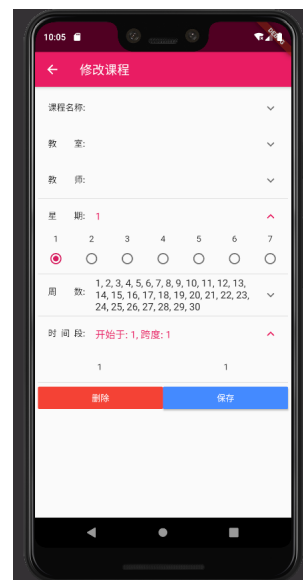 10:05
修改课程
课程名称:
教 室:
教 师:
星 期: 1
1 2 3 4 5 6 7
周 数: 1, 2, 3, 4, 5, 6, 7, 8, 9, 10, 11, 12, 13,
14, 15, 16, 17, 18, 19, 20, 21, 22, 23,
24, 25, 26, 27, 28, 29, 30
时 间 段: 开始于: 1, 跨度: 1
1 1
删除 保存